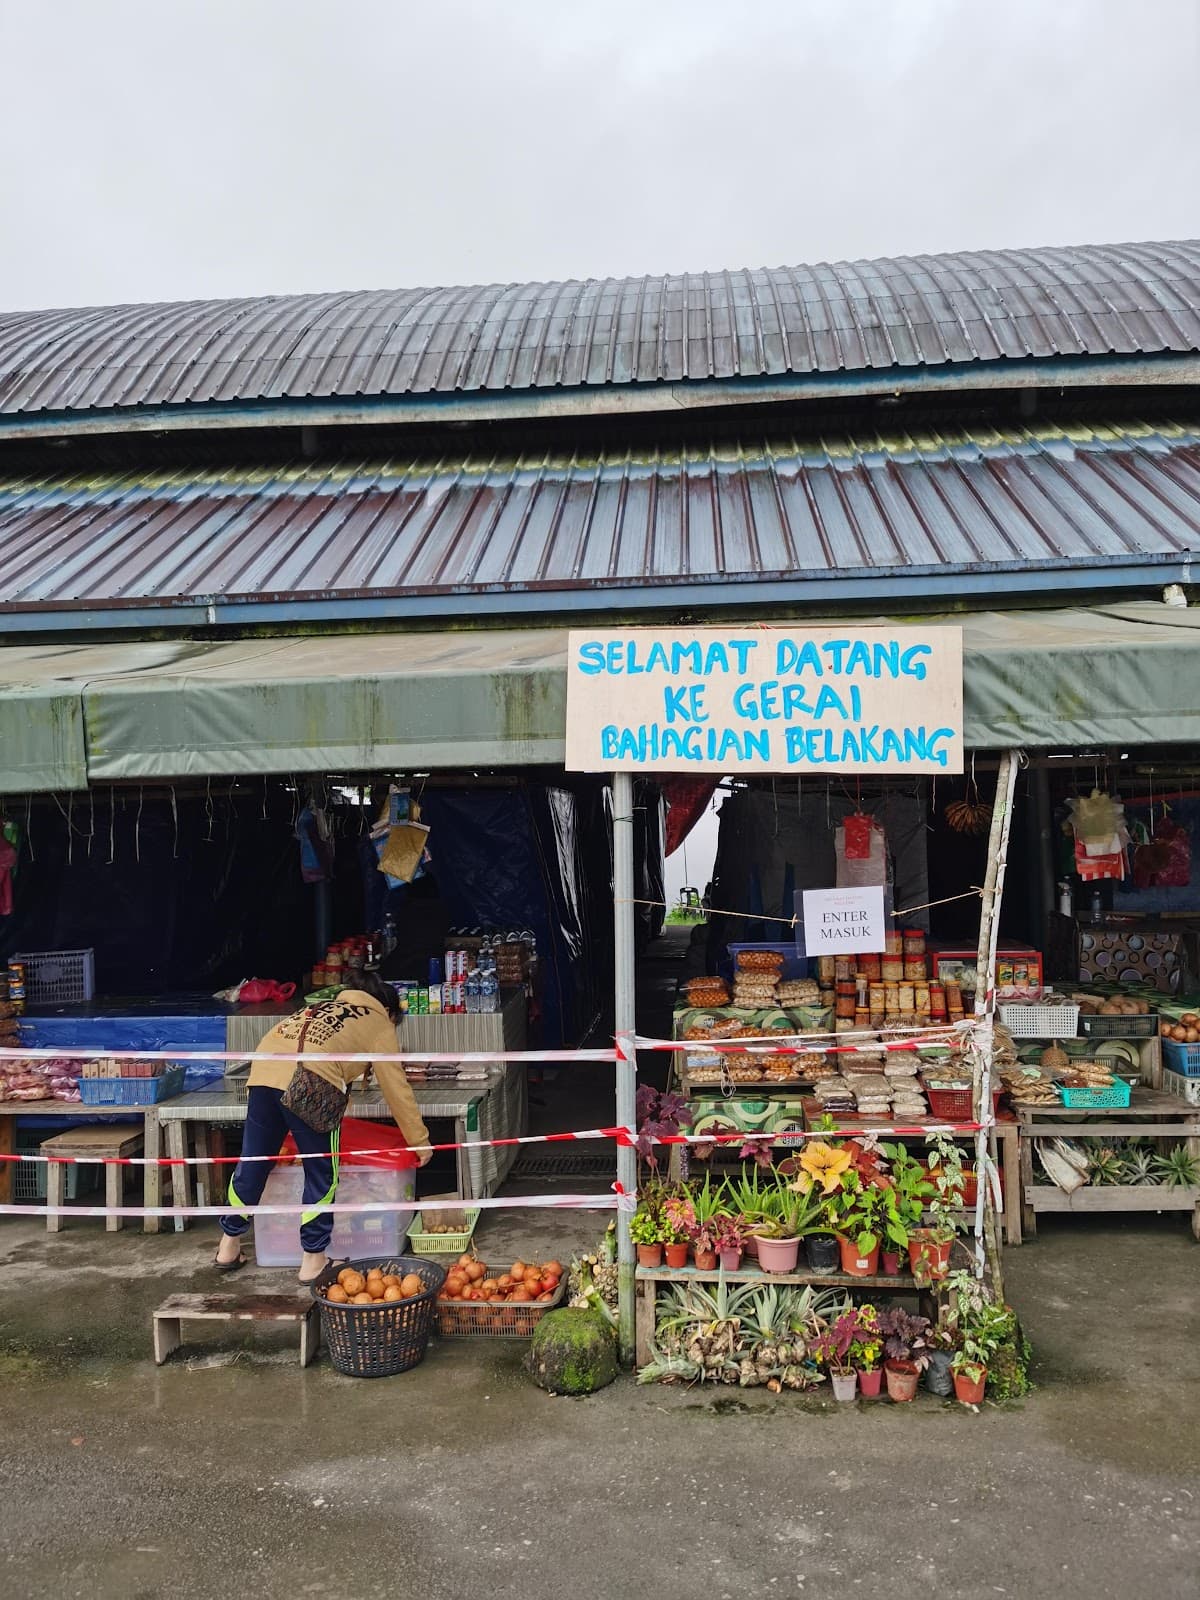 SELAMAT DATANG
KE GERAI
BAHAGIAN BELAKANG
ENTER
MASUK